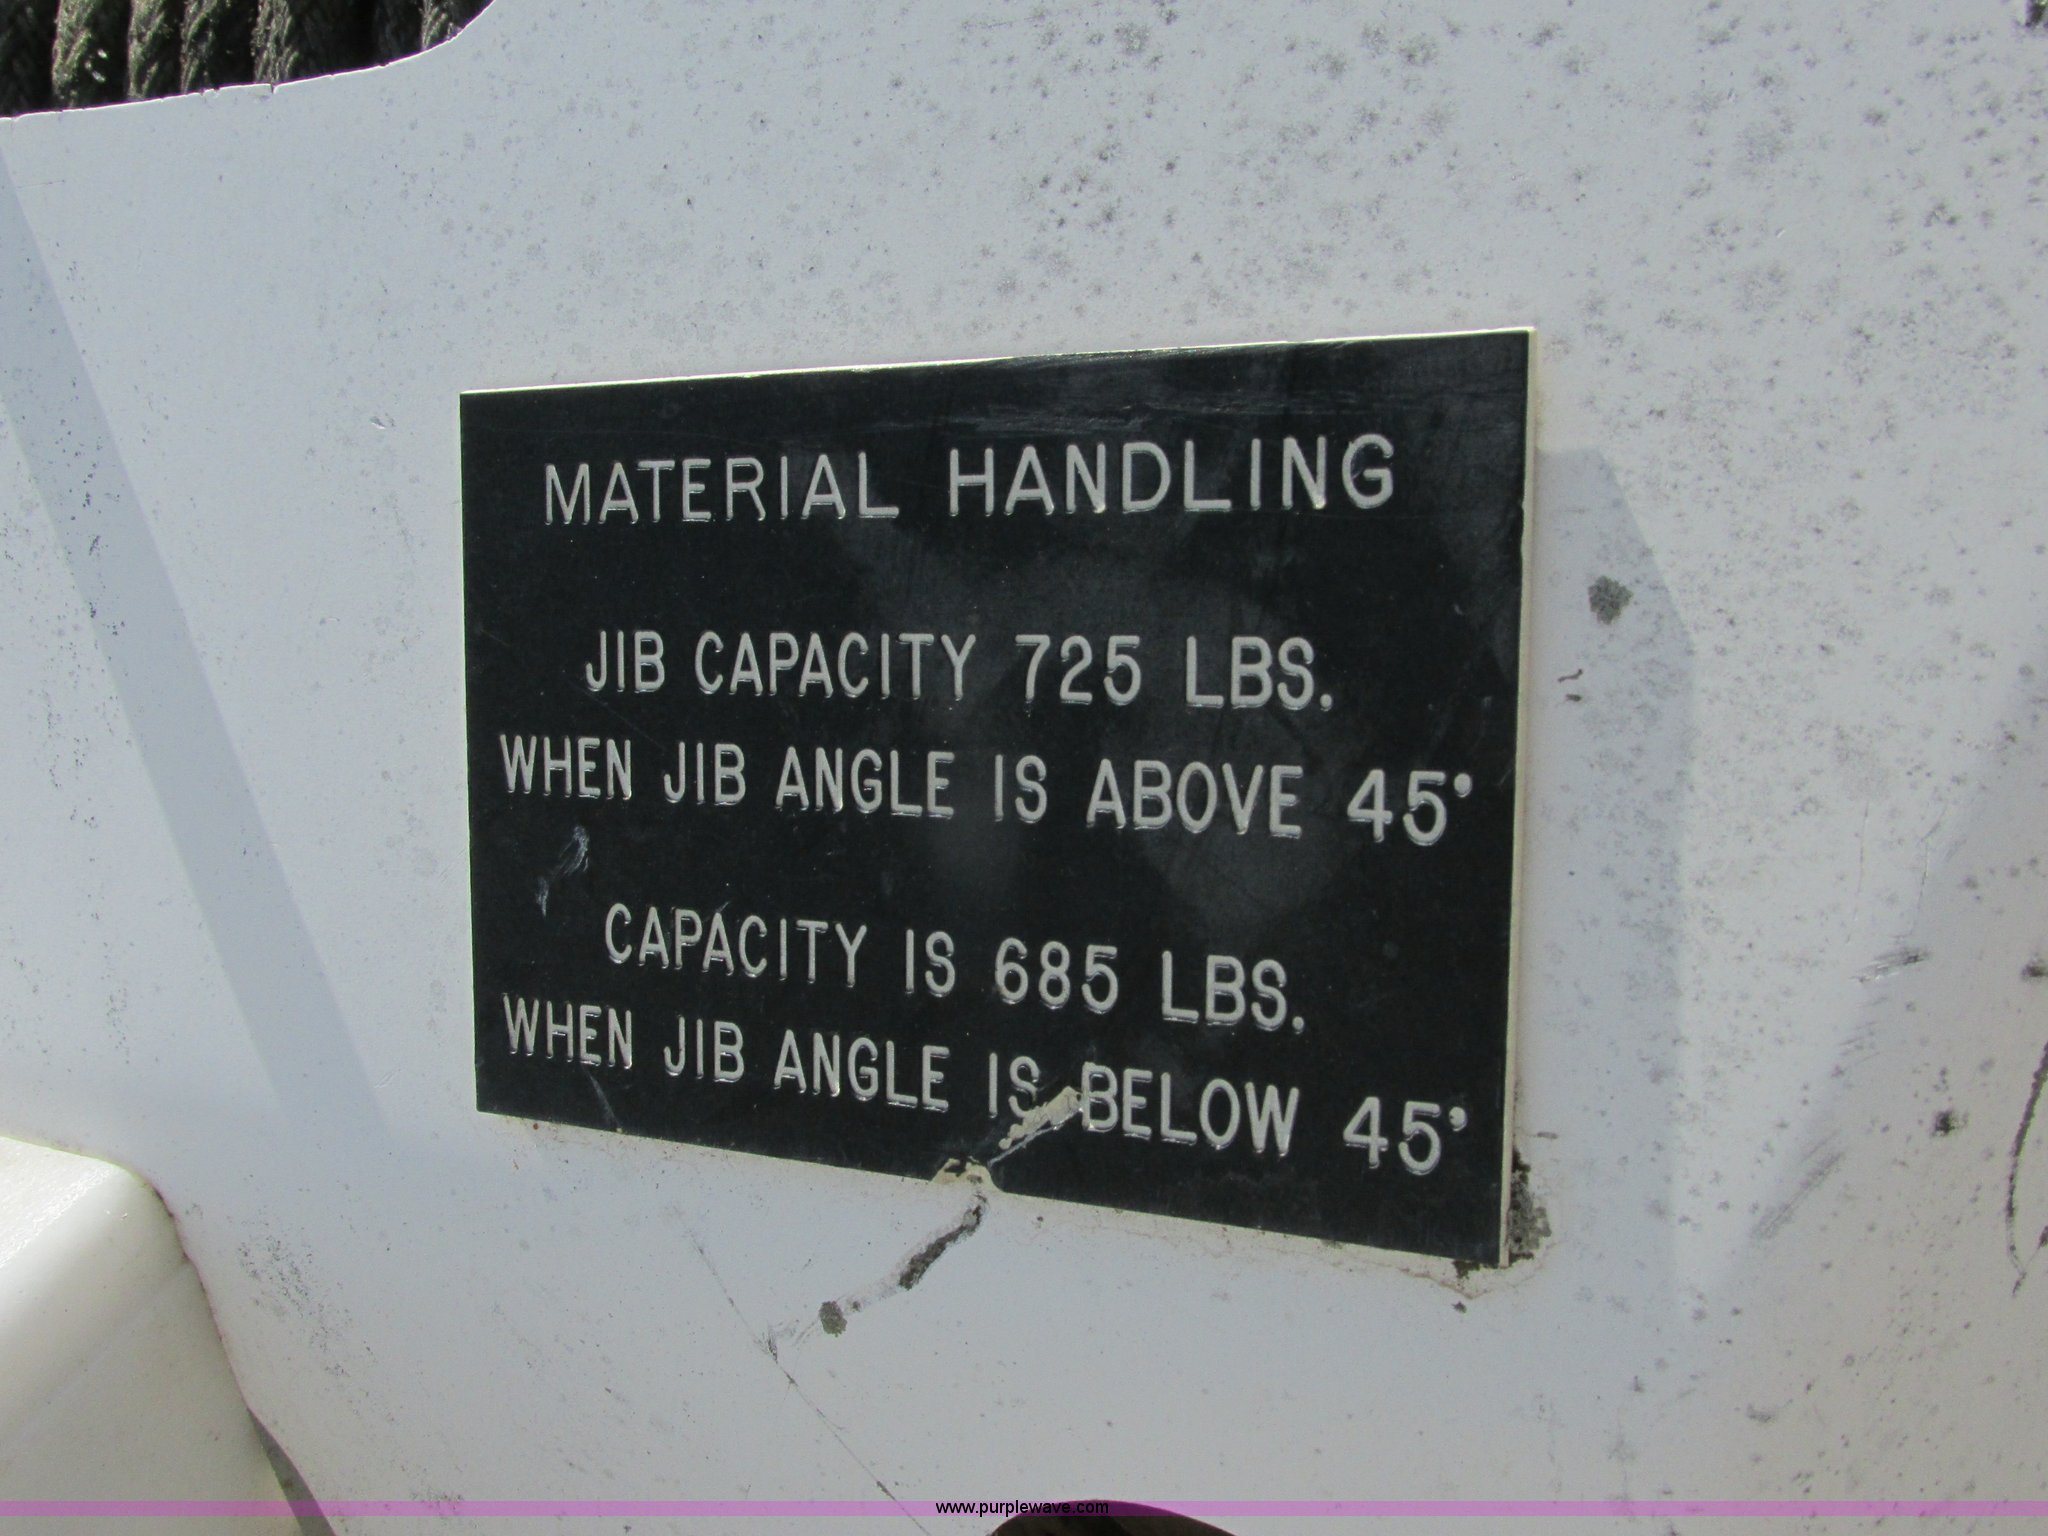 MATERIAL HANDLING
JIB CAPACITY 725 LBS.
WHEN JIB ANGLE IS ABOVE 45°
CAPACITY IS 685 LBS.
WHEN JIB ANGLE IS BELOW 45°
www.purplewave.com